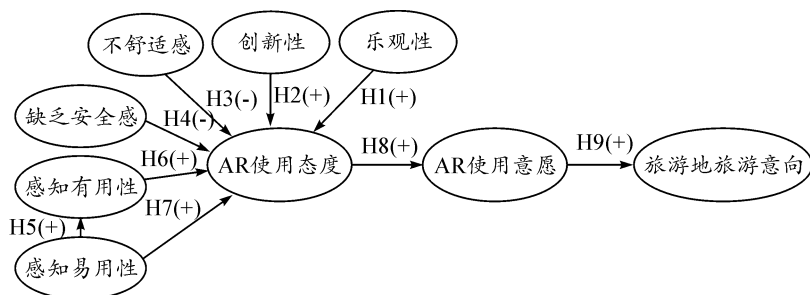 不舒适感
创新性
乐观性
H3(-)
H2(+)
H1(+)
缺乏安全感
H4(-)
H6(+)
AR使用态度
H8(+)
AR使用意愿
H9(+)
旅游地旅游意向
感知有用性
H7(+)
H5(+)
感知易用性